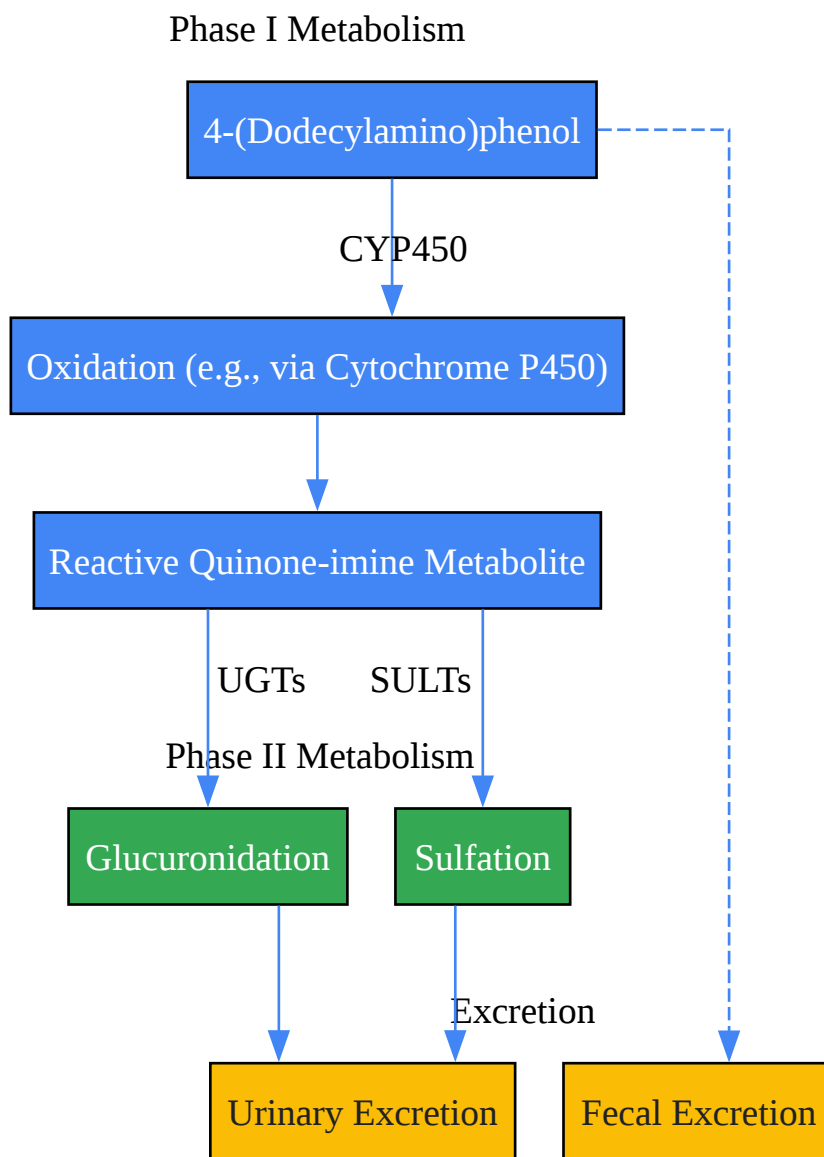 Phase I Metabolism
4-(Dodecylamino)phenol
CYP450
Oxidation (e.g., via Cytochrome P450)
Reactive Quinone-imine Metabolite
UGTs
SULTs
Phase II Metabolism
Glucuronidation
Sulfation
Excretion
Urinary Excretion
Fecal Excretion